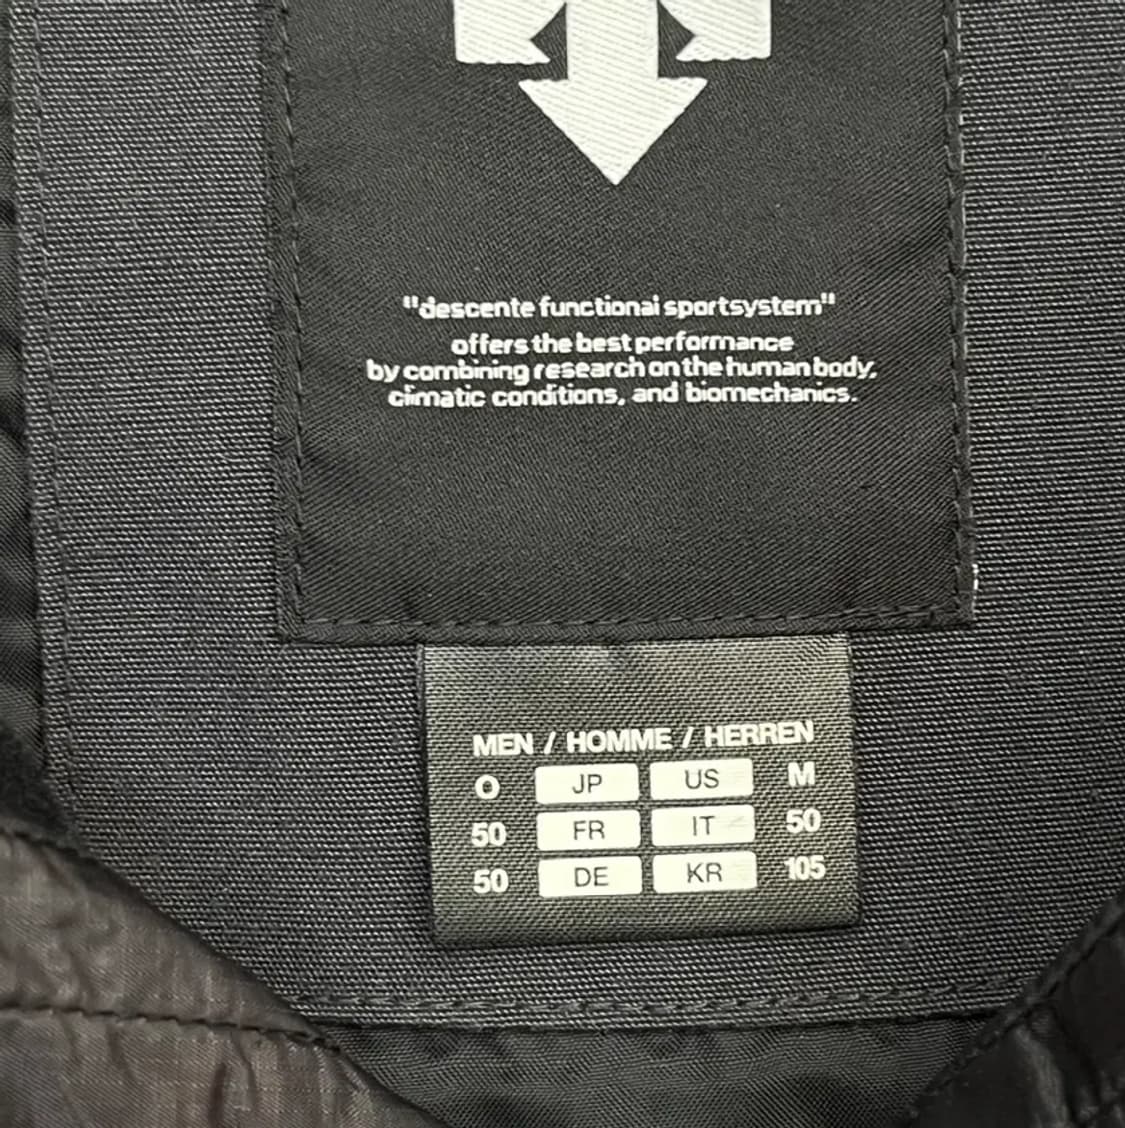 "descente functional sportsystem"
offers the best performance
by combining research on the human body,
climatic conditions, and biomechanics.
MEN / HOMME / HERREN
O JP US M
50 FR IT 50
50 DE KR 105